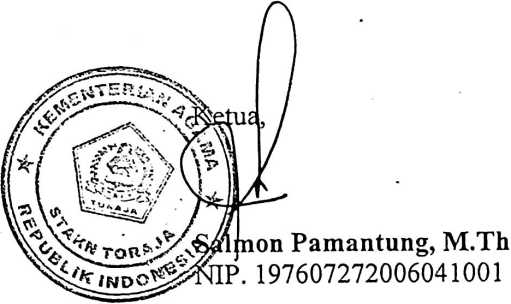 KEMENTERIAN AGAMA
REPUBLIK INDONESIA
STAKN TORAJA
TORAJA
Ketua,
Salmon Pamantung, M.Th
NIP. 197607272006041001